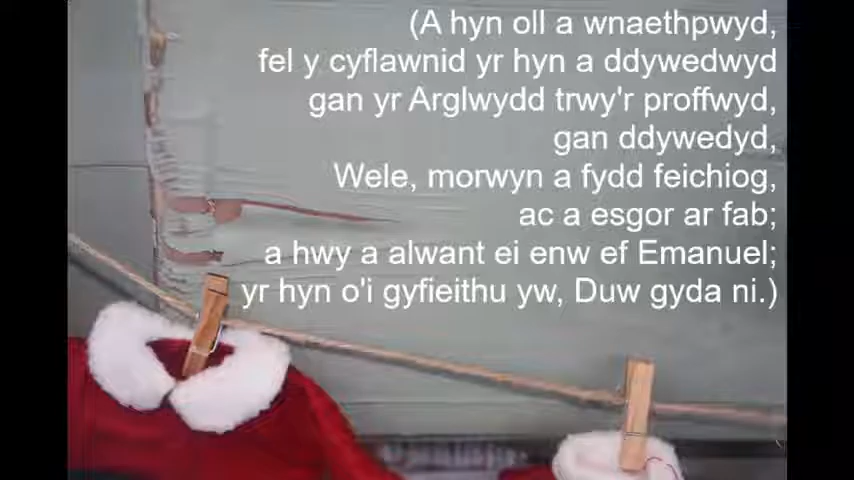 (A hyn oll a wnaethpwyd,
fel y cyflawnid yr hyn a ddywedwyd
gan yr Arglwydd trwy'r proffwyd,
gan ddywedyd,
Wele, morwyn a fydd feichiog,
ac a esgor ar fab;
a hwy a alwant ei enw ef Emanuel;
yr hyn o'i gyfieithu yw, Duw gyda ni.)